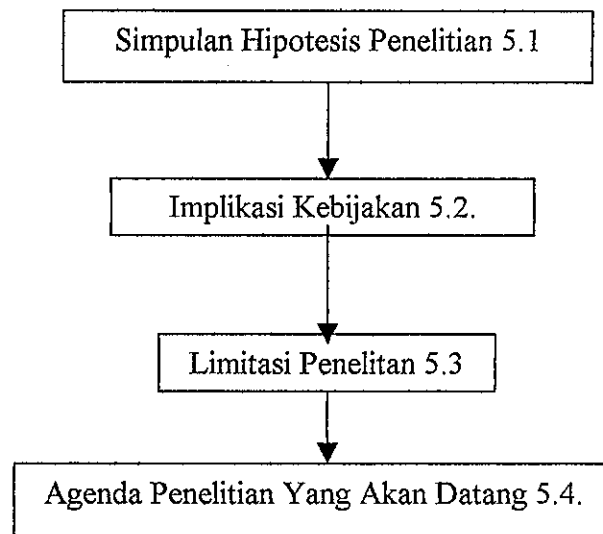 Simpulan Hipotesis Penelitian 5.1
Implikasi Kebijakan 5.2.
Limitasi Penelitan 5.3
Agenda Penelitian Yang Akan Datang 5.4.